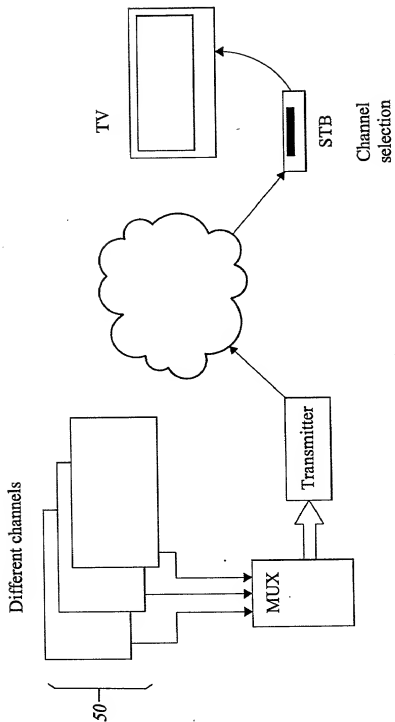 Different channels
50
MUX
Transmitter
TV
STB
Channel
selection